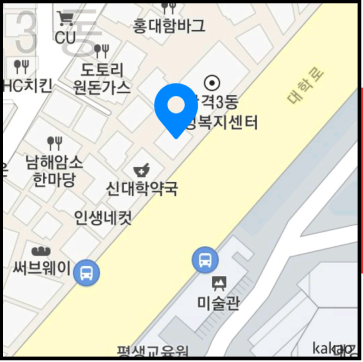 3동
홍대함바그
CU
도토리
원돈가스
HC치킨
격3동
복지센터
대학로
남해암소
한마당
신대학약국
인생네컷
써브웨이
미술관
평생교육원
kakao